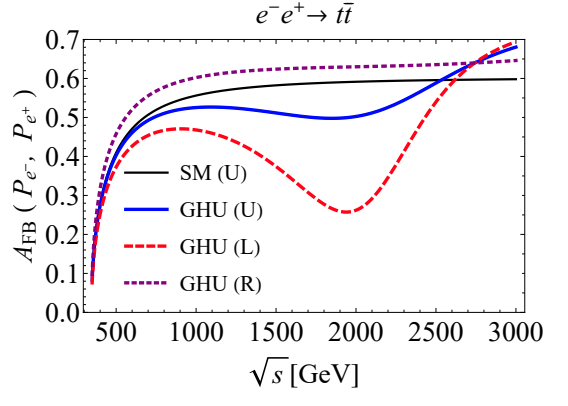 e⁻e⁺ → tt̄
A_FB ( P_e⁻, P_e⁺)
0.7
0.6
0.5
0.4
0.3
0.2
0.1
0.0
SM (U)
GHU (U)
GHU (L)
GHU (R)
500 1000 1500 2000 2500 3000
√s [GeV]